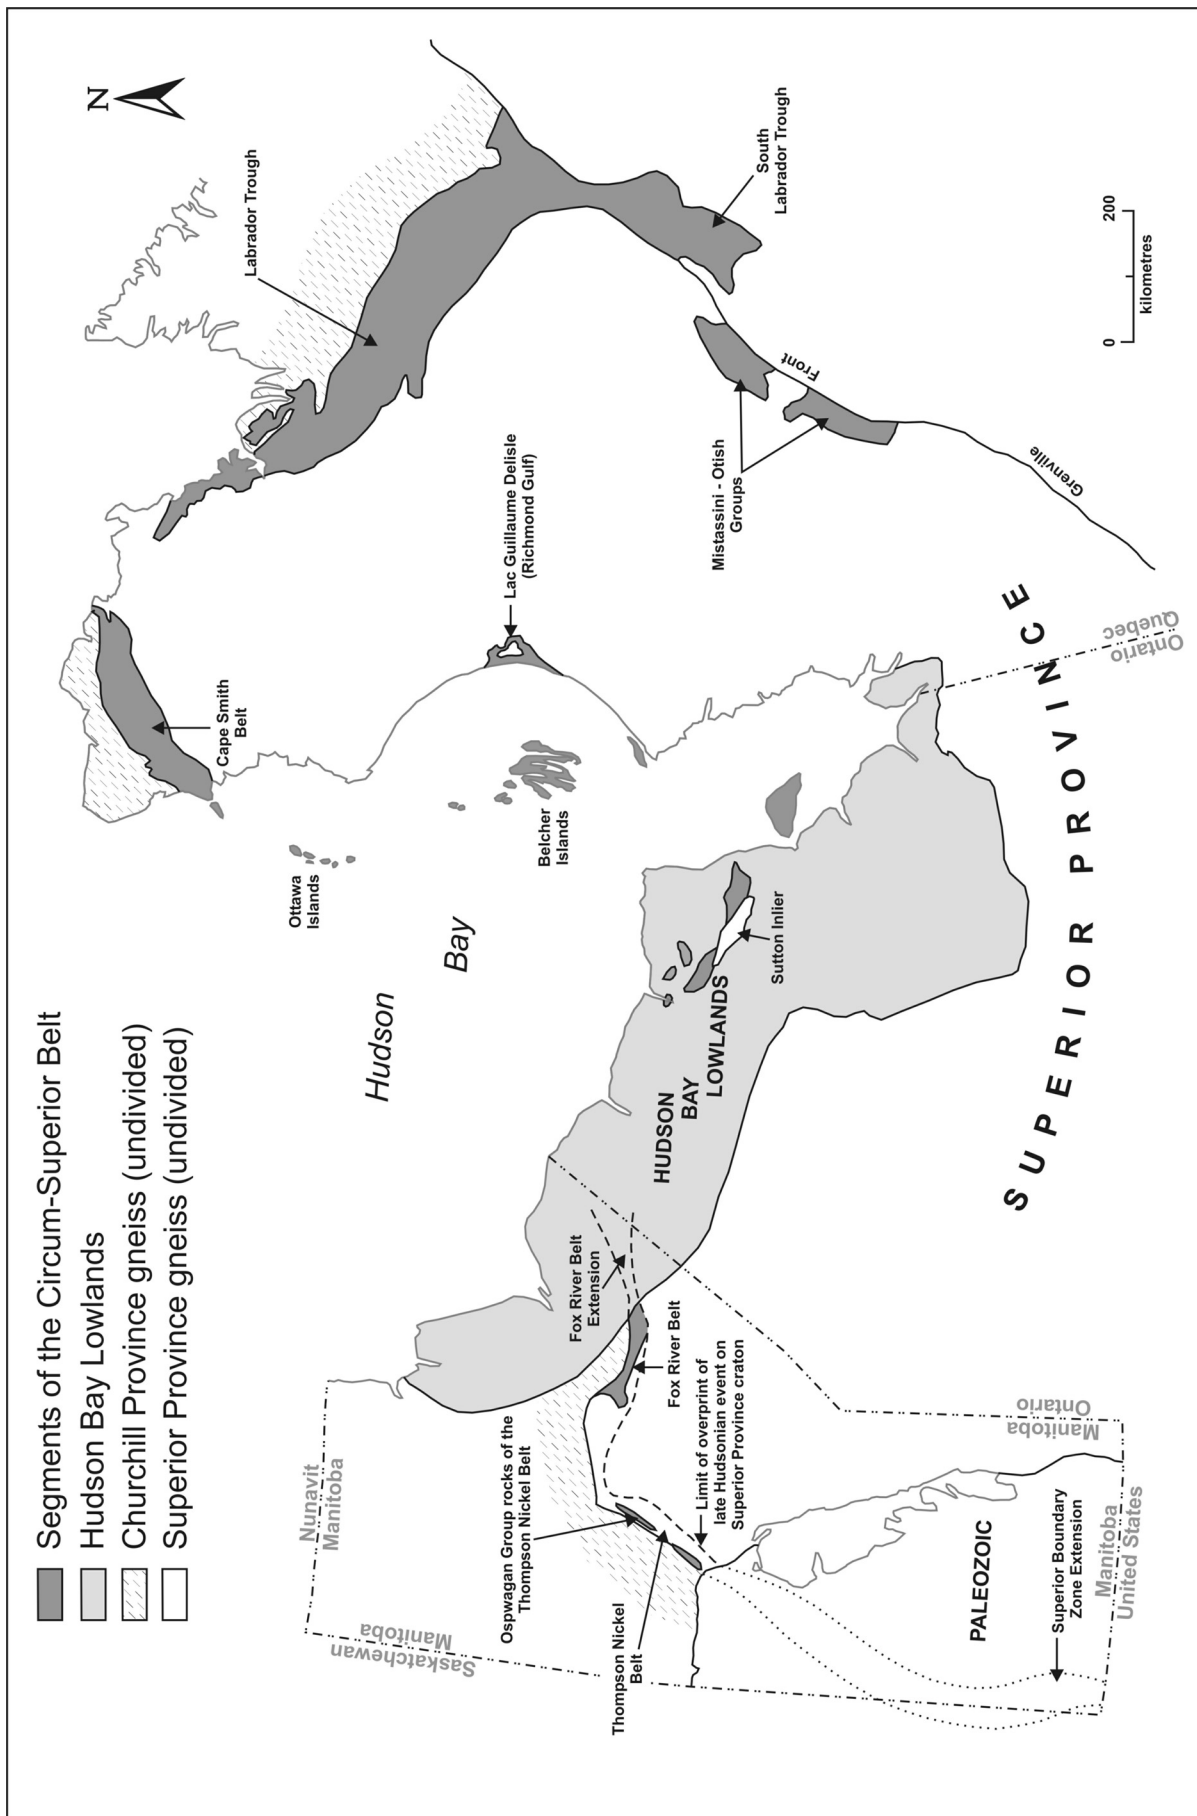 Segments of the Circum-Superior Belt
Hudson Bay Lowlands
Churchill Province gneiss (undivided)
Superior Province gneiss (undivided)
N
Nunavit
Manitoba
Saskatchewan
Manitoba
Ospwagan Group rocks of the
Thompson Nickel Belt
Thompson Nickel
Belt
Fox River Belt
Extension
Fox River Belt
Limit of overprint of
late Hudsonian event on
Superior Province craton
PALEOZOIC
Superior Boundary
Zone Extension
Manitoba
United States
Manitoba
Ontario
Hudson
Bay
HUDSON
BAY
LOWLANDS
Sutton Inlier
Ottawa
Islands
Belcher
Islands
Cape Smith
Belt
Lac Guillaume Delisle
(Richmond Gulf)
Labrador Trough
South
Labrador Trough
Mistassini - Otish
Groups
Grenville
Front
SUPERIOR PROVINCE
Ontario
Quebec
0
200
kilometres